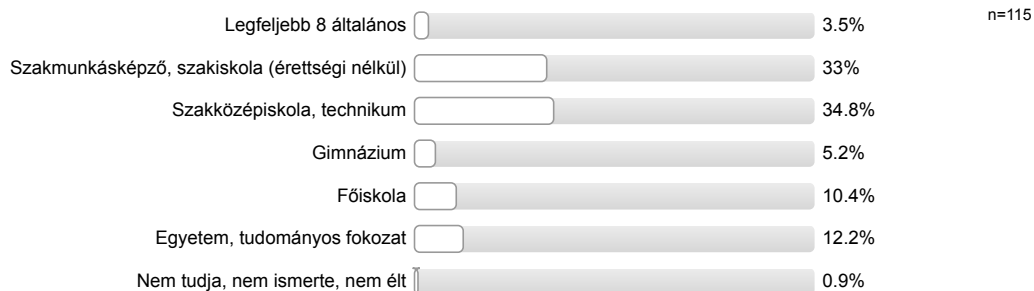 Legfeljebb 8 általános 3.5% n=115
Szakmunkásképző, szakiskola (érettségi nélkül) 33%
Szakközépiskola, technikum 34.8%
Gimnázium 5.2%
Főiskola 10.4%
Egyetem, tudományos fokozat 12.2%
Nem tudja, nem ismerte, nem élt 0.9%